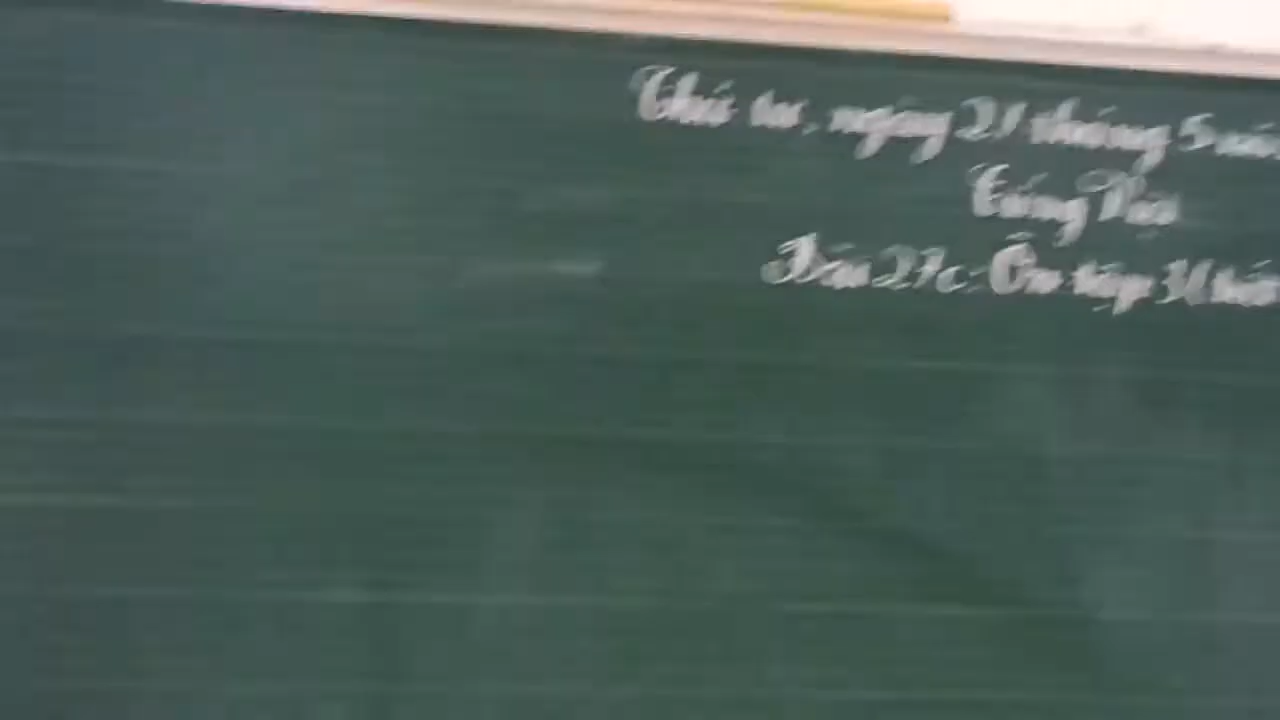 Thứ tư, ngày 21 tháng 5 năm
Tiếng Việt
Bài 27C: Ôn tập 3